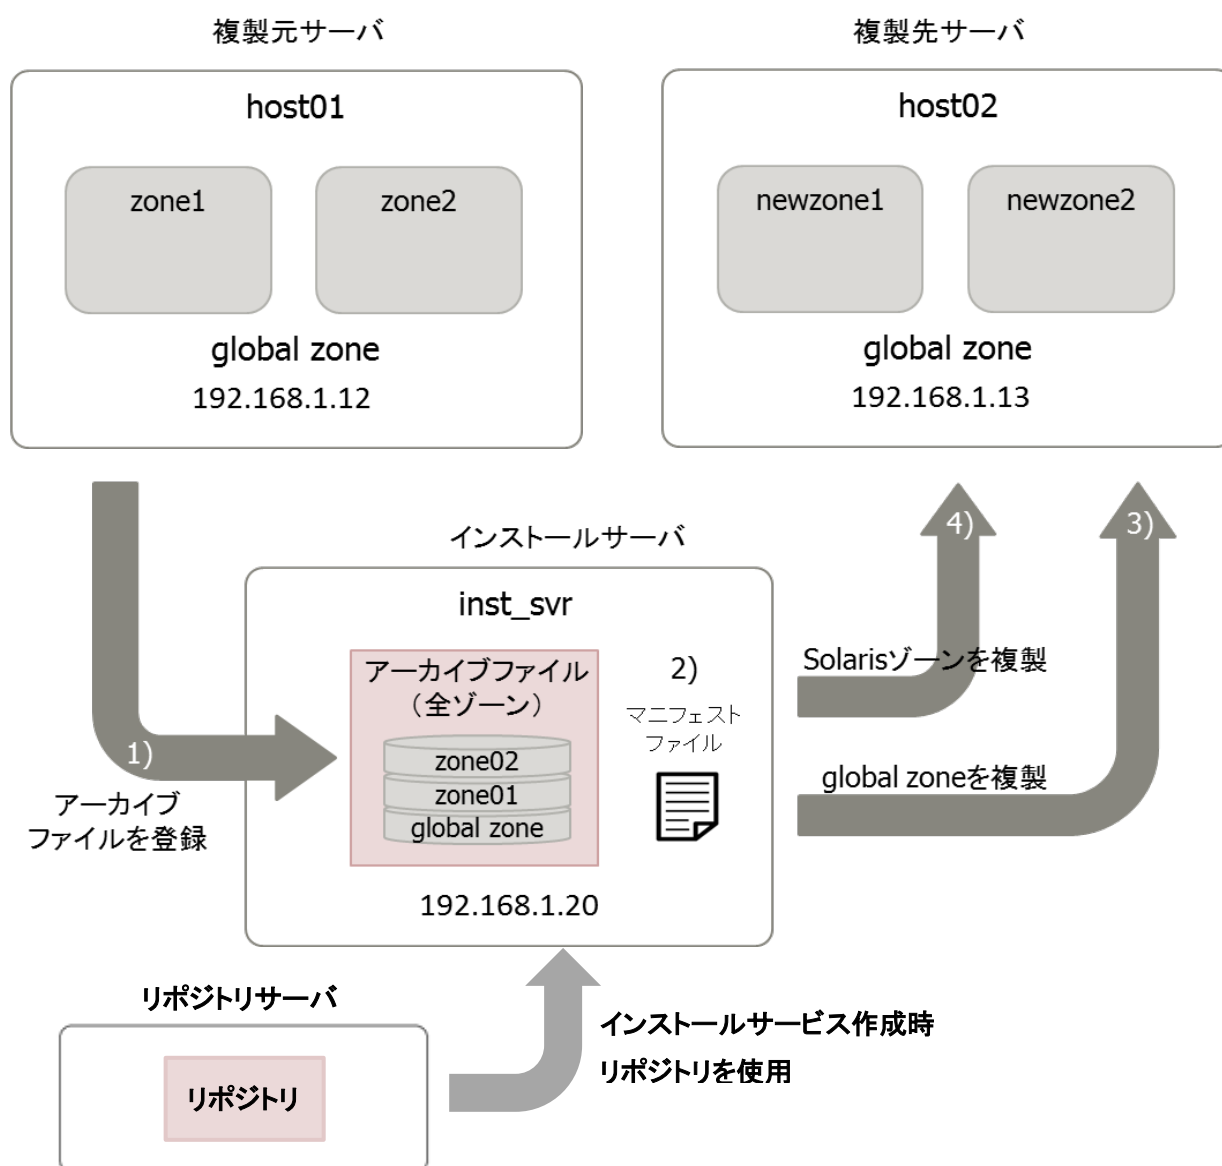 複製元サーバ
複製先サーバ
host01
host02
zone1
zone2
newzone1
newzone2
global zone
192.168.1.12
global zone
192.168.1.13
インストールサーバ
4)
3)
inst_svr
アーカイブファイル
（全ゾーン）
2)
マニフェスト
ファイル
Solarisゾーンを複製
1)
zone02
zone01
global zone
global zoneを複製
アーカイブ
ファイルを登録
192.168.1.20
リポジトリサーバ
インストールサービス作成時
リポジトリを使用
リポジトリ